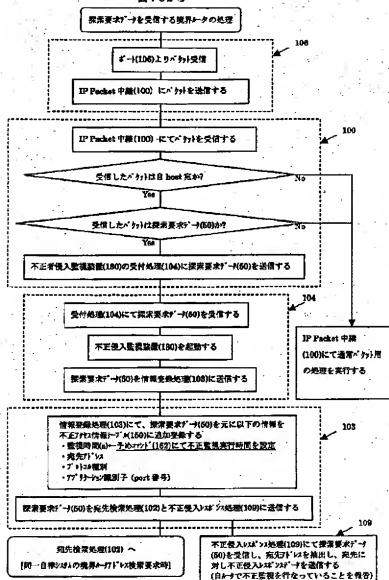 探索要求データを受信する境界ルータの処理
106
ポート(106)よりパケット受信
IP Packet 中継(100) にパケットを送信する
100
IP Packet 中継(100) にてパケットを受信する
受信したパケットは自 host 宛か?
No
Yes
受信したパケットは探索要求データ(50)か?
No
Yes
不正者侵入監視装置(180)の受付処理(104)に探索要求データ(50)を送信する
104
受付処理(104)にて探索要求データ(50)を受信する
不正侵入監視装置(180)を起動する
探索要求データ(50)を情報登録処理(103)に送信する
IP Packet 中継
(100)にて通常パケット用
の処理を実行する
103
情報登録処理(103)にて、探索要求データ(50)を元に以下の情報を
不正アクセス情報テーブル(150)に追加登録する
・監視時間(a)←予めコマンド(162)にて不正監視実行時間を設定
・宛先アドレス
・プロトコル種別
・アプリケーション識別子 (port 番号)
探索要求データ(50)を宛先検索処理(102)と不正侵入レスポンス処理(109)に送信する
109
宛先検索処理(102) へ
[同一自律システムの境界ルータアドレス検索要求時]
不正侵入レスポンス処理(109)にて探索要求データ
(50)を受信し、宛先アドレスを抽出し、宛先に
対し不正侵入レスポンスデータを送信する
(自ルータで不正監視を行なっていることを報告)